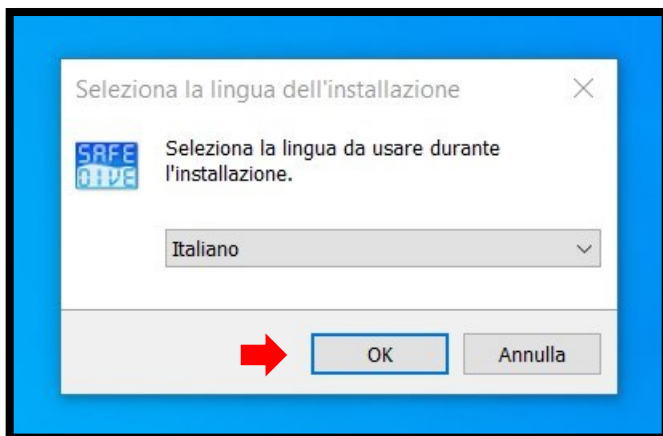 Seleziona la lingua dell'installazione
SAFE
DIVE
Seleziona la lingua da usare durante
l'installazione.
Italiano
OK
Annulla